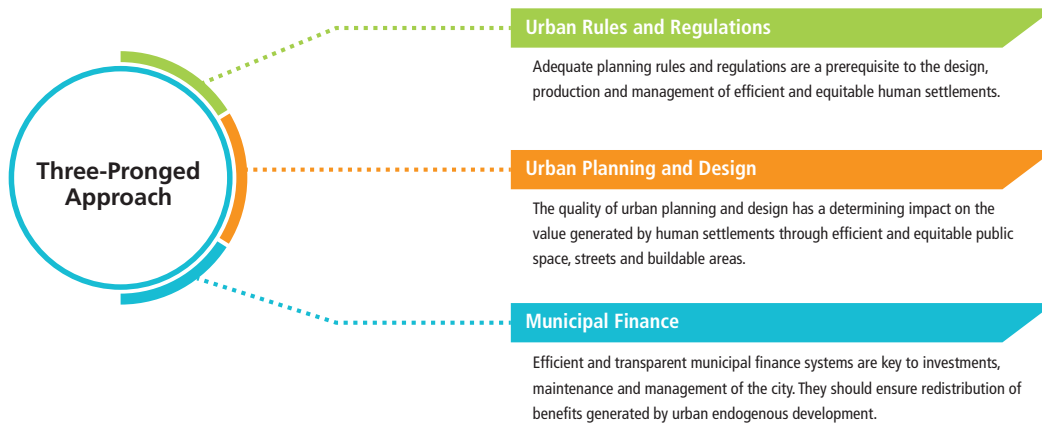 Three-Pronged
Approach
Urban Rules and Regulations
Adequate planning rules and regulations are a prerequisite to the design,
production and management of efficient and equitable human settlements.
Urban Planning and Design
The quality of urban planning and design has a determining impact on the
value generated by human settlements through efficient and equitable public
space, streets and buildable areas.
Municipal Finance
Efficient and transparent municipal finance systems are key to investments,
maintenance and management of the city. They should ensure redistribution of
benefits generated by urban endogenous development.